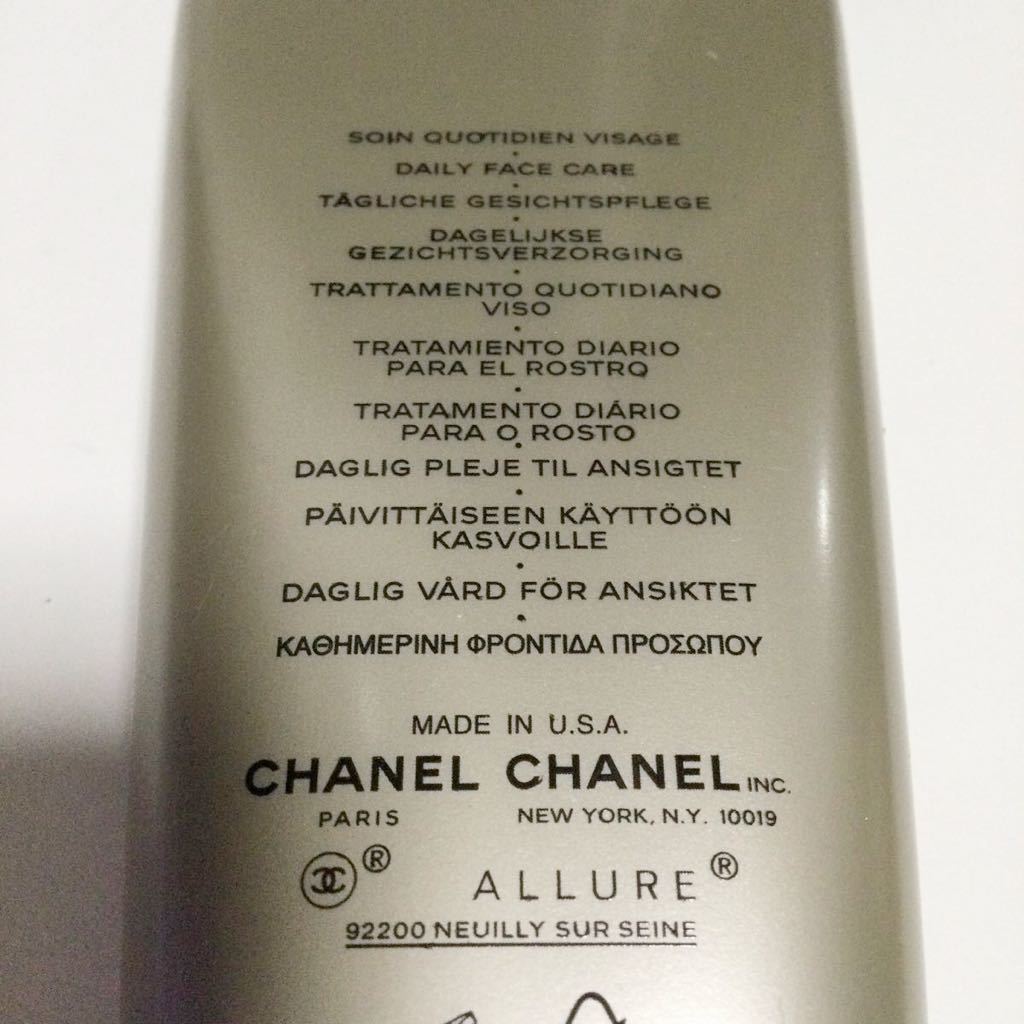 SOIN QUOTIDIEN VISAGE
DAILY FACE CARE
TÄGLICHE GESICHTSPFLEGE
DAGELIJKSE
GEZICHTSVERZORGING
TRATTAMENTO QUOTIDIANO
VISO
TRATAMIENTO DIARIO
PARA EL ROSTRO
TRATAMENTO DIÁRIO
PARA O ROSTO
DAGLIG PLEJE TIL ANSIGTET
PÄIVITTÄISEEN KÄYTTÖÖN
KASVOILLE
DAGLIG VÅRD FÖR ANSIKTET
ΚΑΘΗΜΕΡΙΝΗ ΦΡΟΝΤΙΔΑ ΠΡΟΣΩΠΟΥ
MADE IN U.S.A.
CHANEL CHANEL INC.
PARIS NEW YORK, N.Y. 10019
® ALLURE®
92200 NEUILLY SUR SEINE